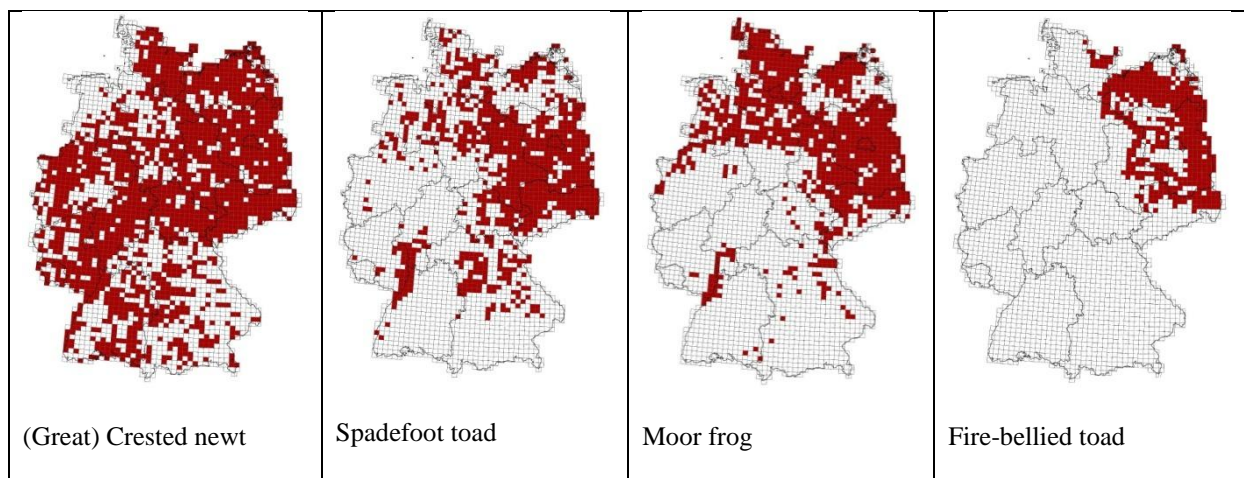 (Great) Crested newt
Spadefoot toad
Moor frog
Fire-bellied toad